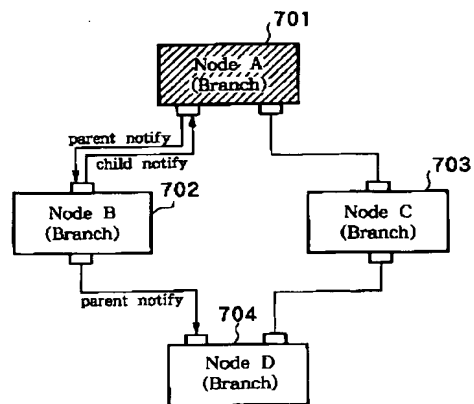 701
Node A
(Branch)
parent notify
child notify
702
Node B
(Branch)
703
Node C
(Branch)
parent notify
704
Node D
(Branch)